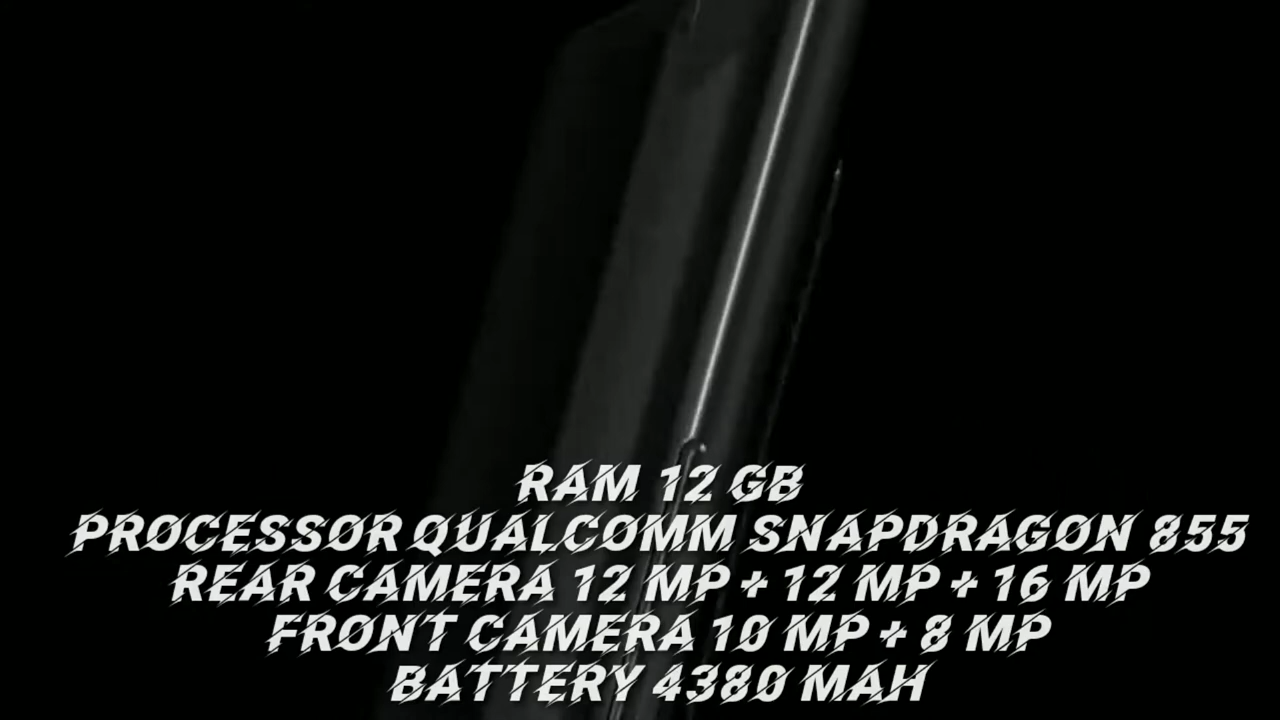 RAM 12 GB
PROCESSOR QUALCOMM SNAPDRAGON 855
REAR CAMERA 12 MP + 12 MP + 16 MP
FRONT CAMERA 10 MP + 8 MP
BATTERY 4380 MAH